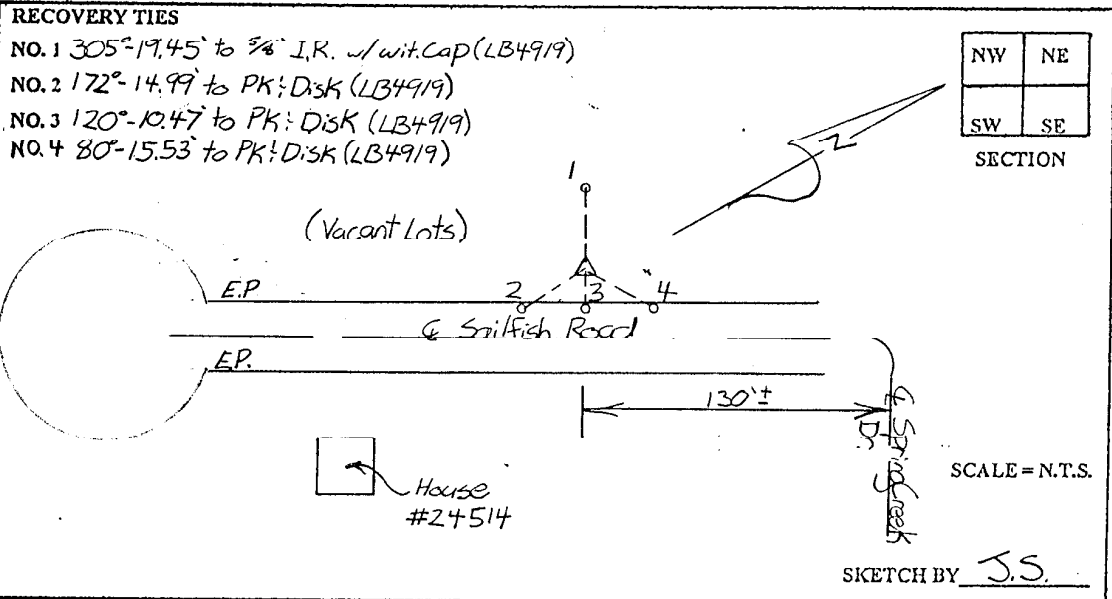 RECOVERY TIES
NO. 1 305°-19.45' to 5/8" I.R. w/wit.Cap (LB4919)
NO. 2 172°-14.99' to PK & Disk (LB4919)
NO. 3 120°-10.47' to PK & Disk (LB4919)
NO. 4 80°-15.53' to PK & Disk (LB4919)
NW NE
SW SE
SECTION
N
1
(Vacant Lots)
E.P
2 3 4
℄ Sailfish Road
E.P.
130'±
℄ Spring Creek
Dr.
House
#24514
SCALE = N.T.S.
SKETCH BY J.S.